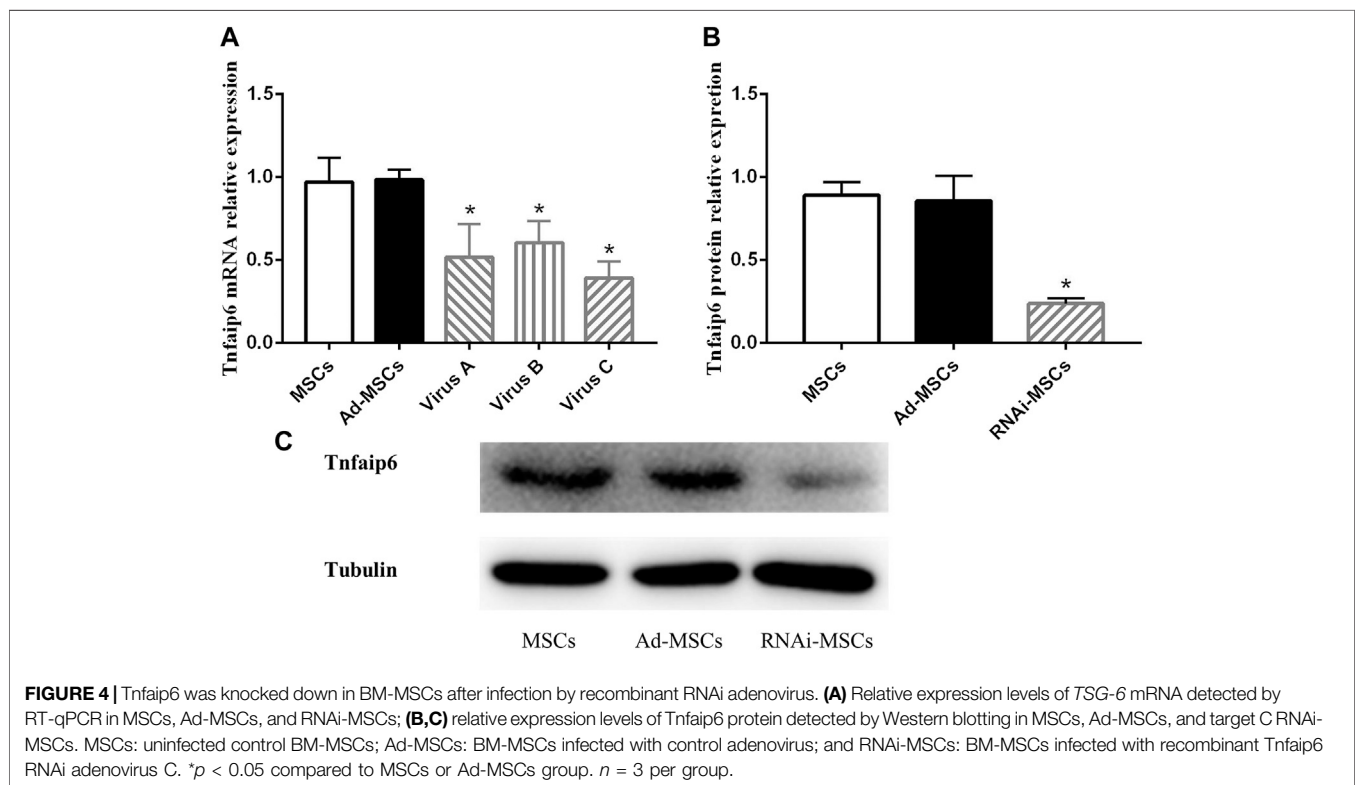 A
Tnfaip6 mRNA relative expression
1.5
1.0
0.5
0.0
*
*
*
MSCs
Ad-MSCs
Virus A
Virus B
Virus C
B
Tnfaip6 protein relative expretion
1.5
1.0
0.5
0.0
*
MSCs
Ad-MSCs
RNAi-MSCs
C
Tnfaip6
Tubulin
MSCs
Ad-MSCs
RNAi-MSCs
FIGURE 4 | Tnfaip6 was knocked down in BM-MSCs after infection by recombinant RNAi adenovirus. (A) Relative expression levels of TSG-6 mRNA detected by
RT-qPCR in MSCs, Ad-MSCs, and RNAi-MSCs; (B,C) relative expression levels of Tnfaip6 protein detected by Western blotting in MSCs, Ad-MSCs, and target C RNAi-
MSCs. MSCs: uninfected control BM-MSCs; Ad-MSCs: BM-MSCs infected with control adenovirus; and RNAi-MSCs: BM-MSCs infected with recombinant Tnfaip6
RNAi adenovirus C. *p < 0.05 compared to MSCs or Ad-MSCs group. n = 3 per group.